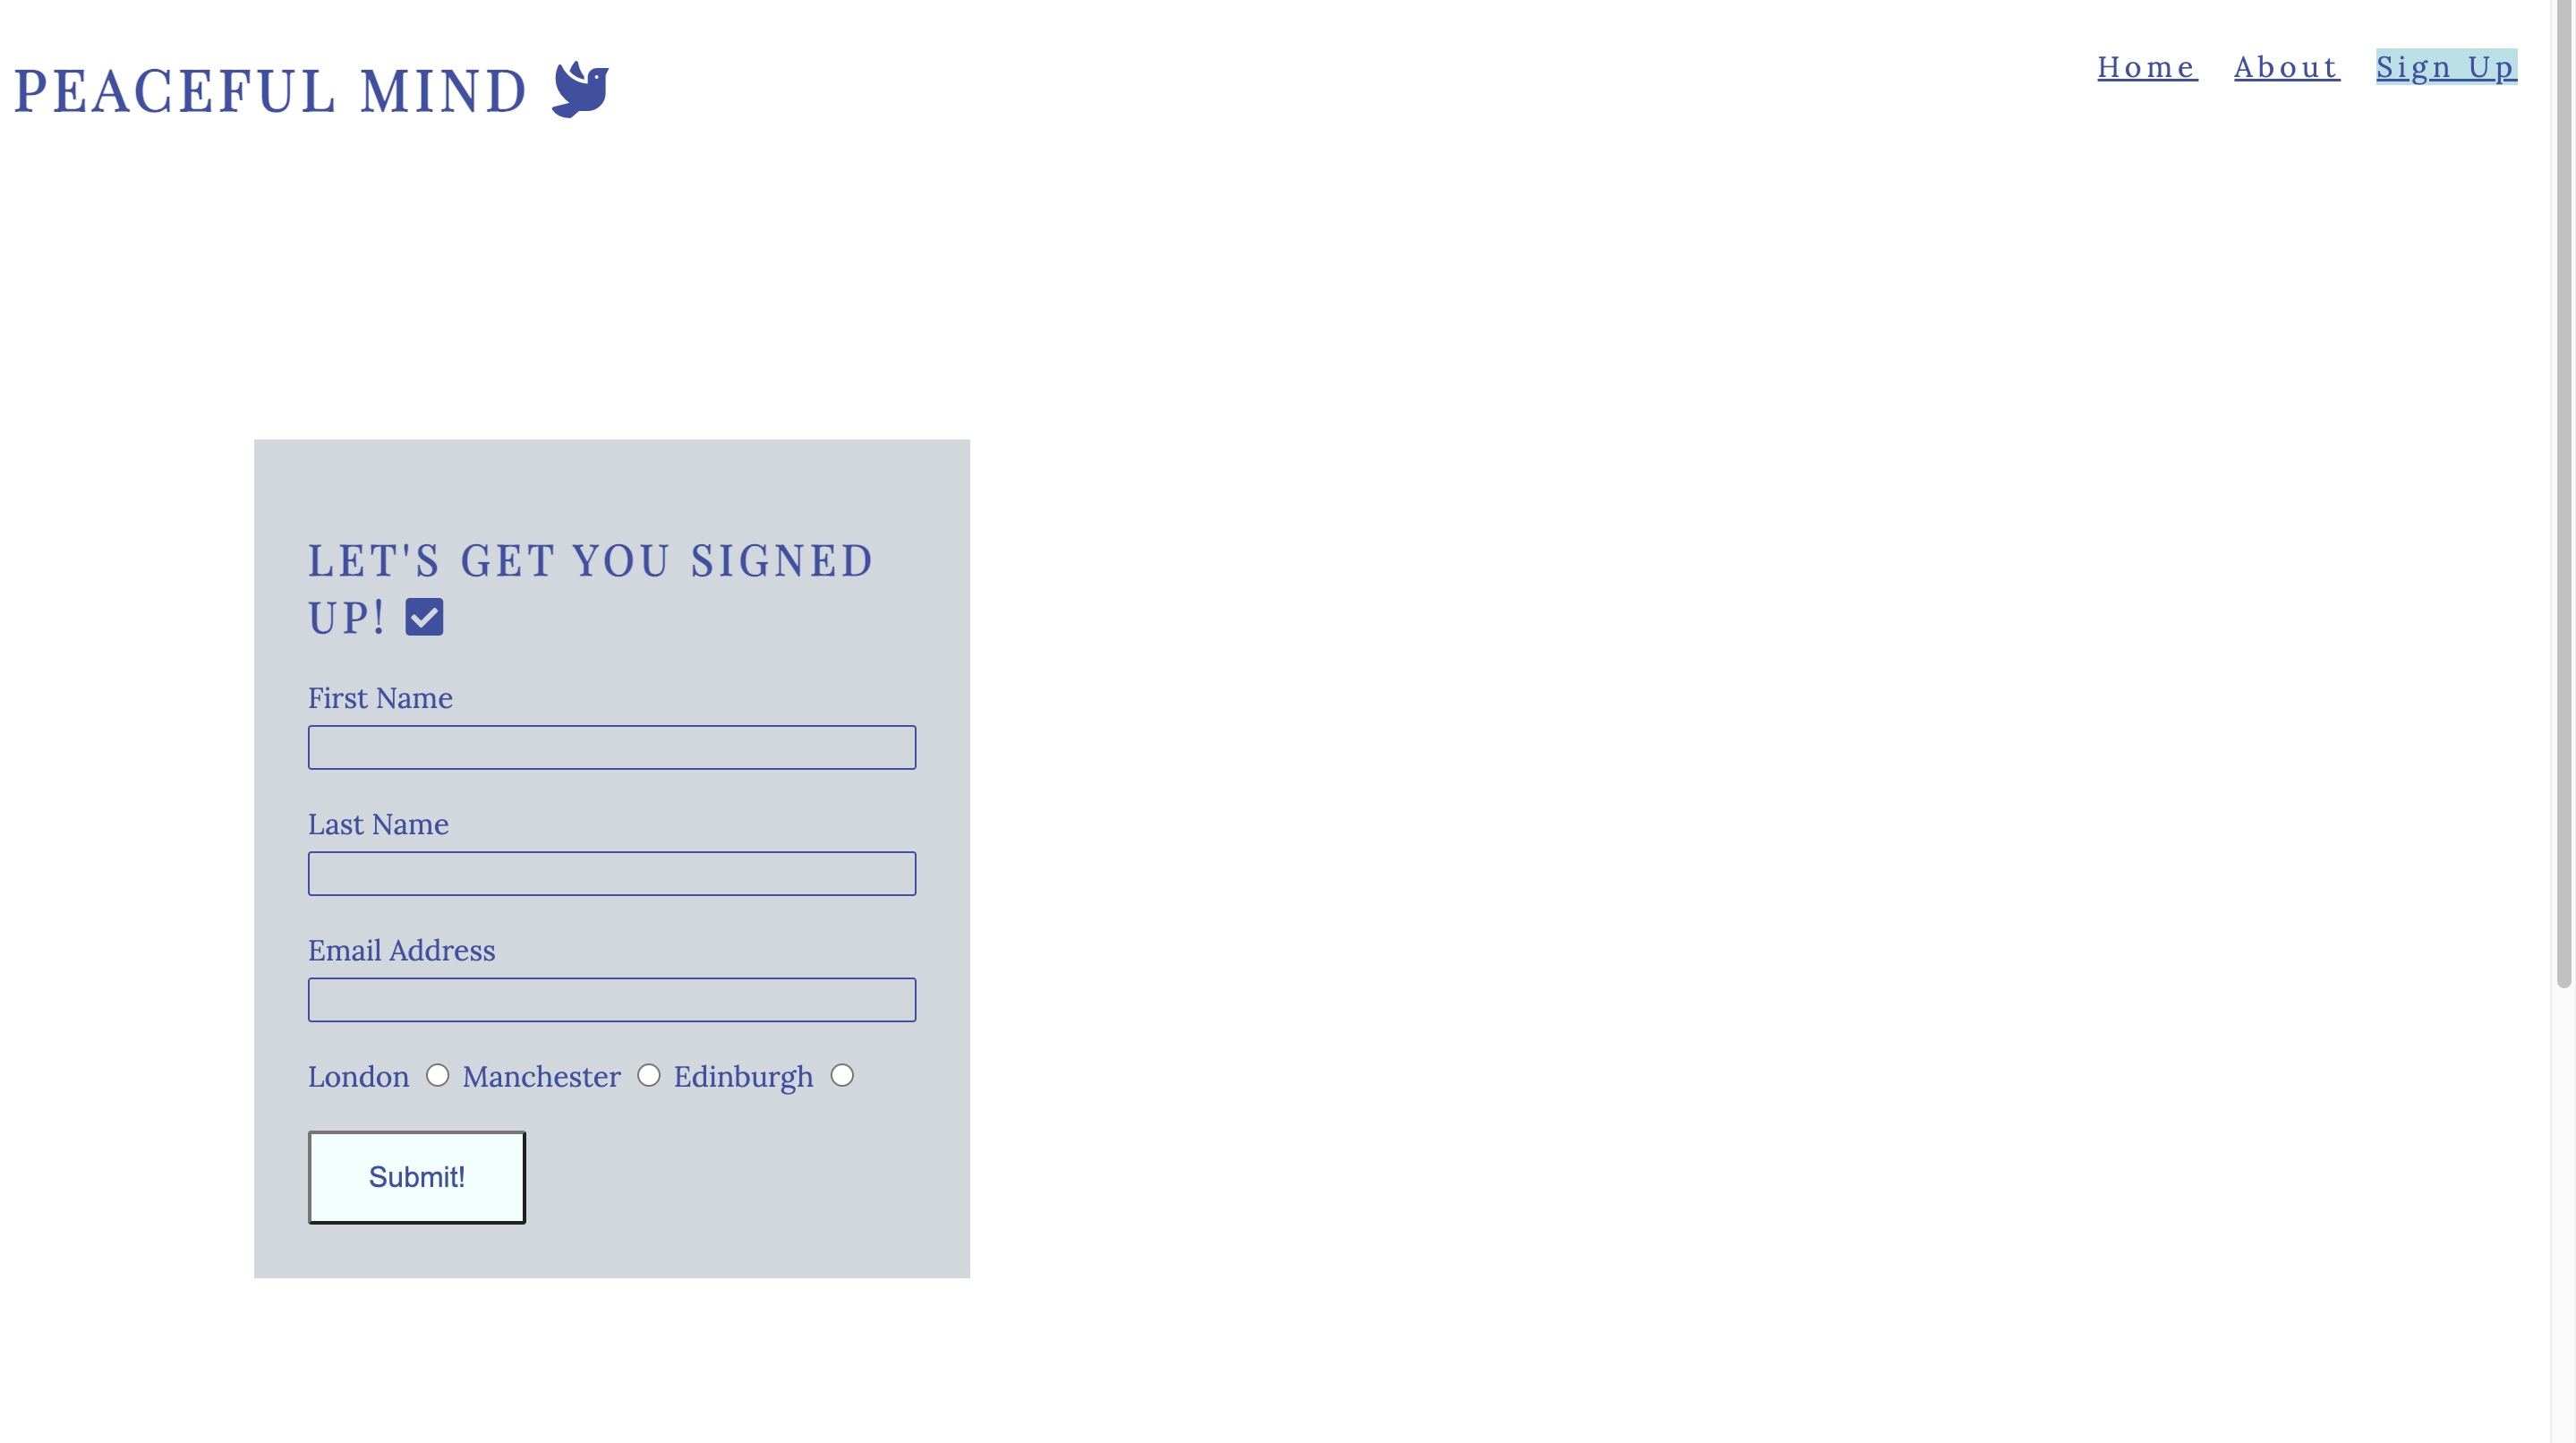 PEACEFUL MIND
Home About Sign Up
LET'S GET YOU SIGNED
UP!
First Name
Last Name
Email Address
London Manchester Edinburgh
Submit!